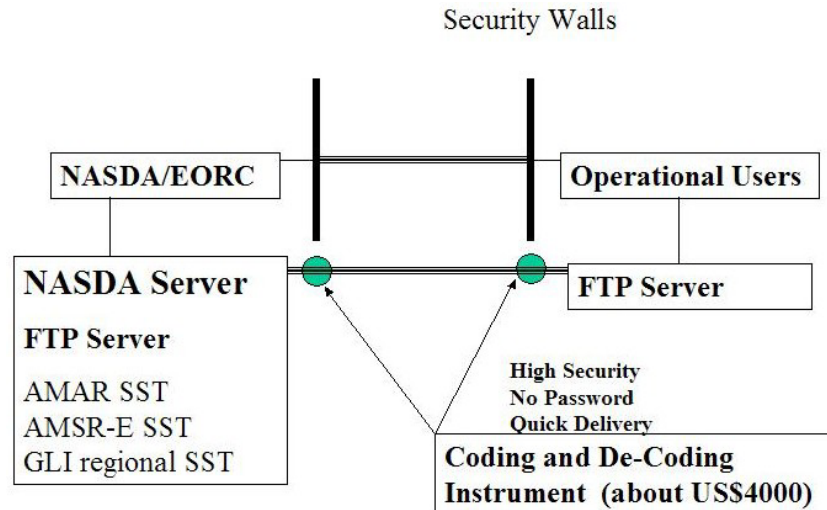 Security Walls
NASDA/EORC
Operational Users
NASDA Server
FTP Server
AMAR SST
AMSR-E SST
GLI regional SST
FTP Server
High Security
No Password
Quick Delivery
Coding and De-Coding
Instrument (about US$4000)